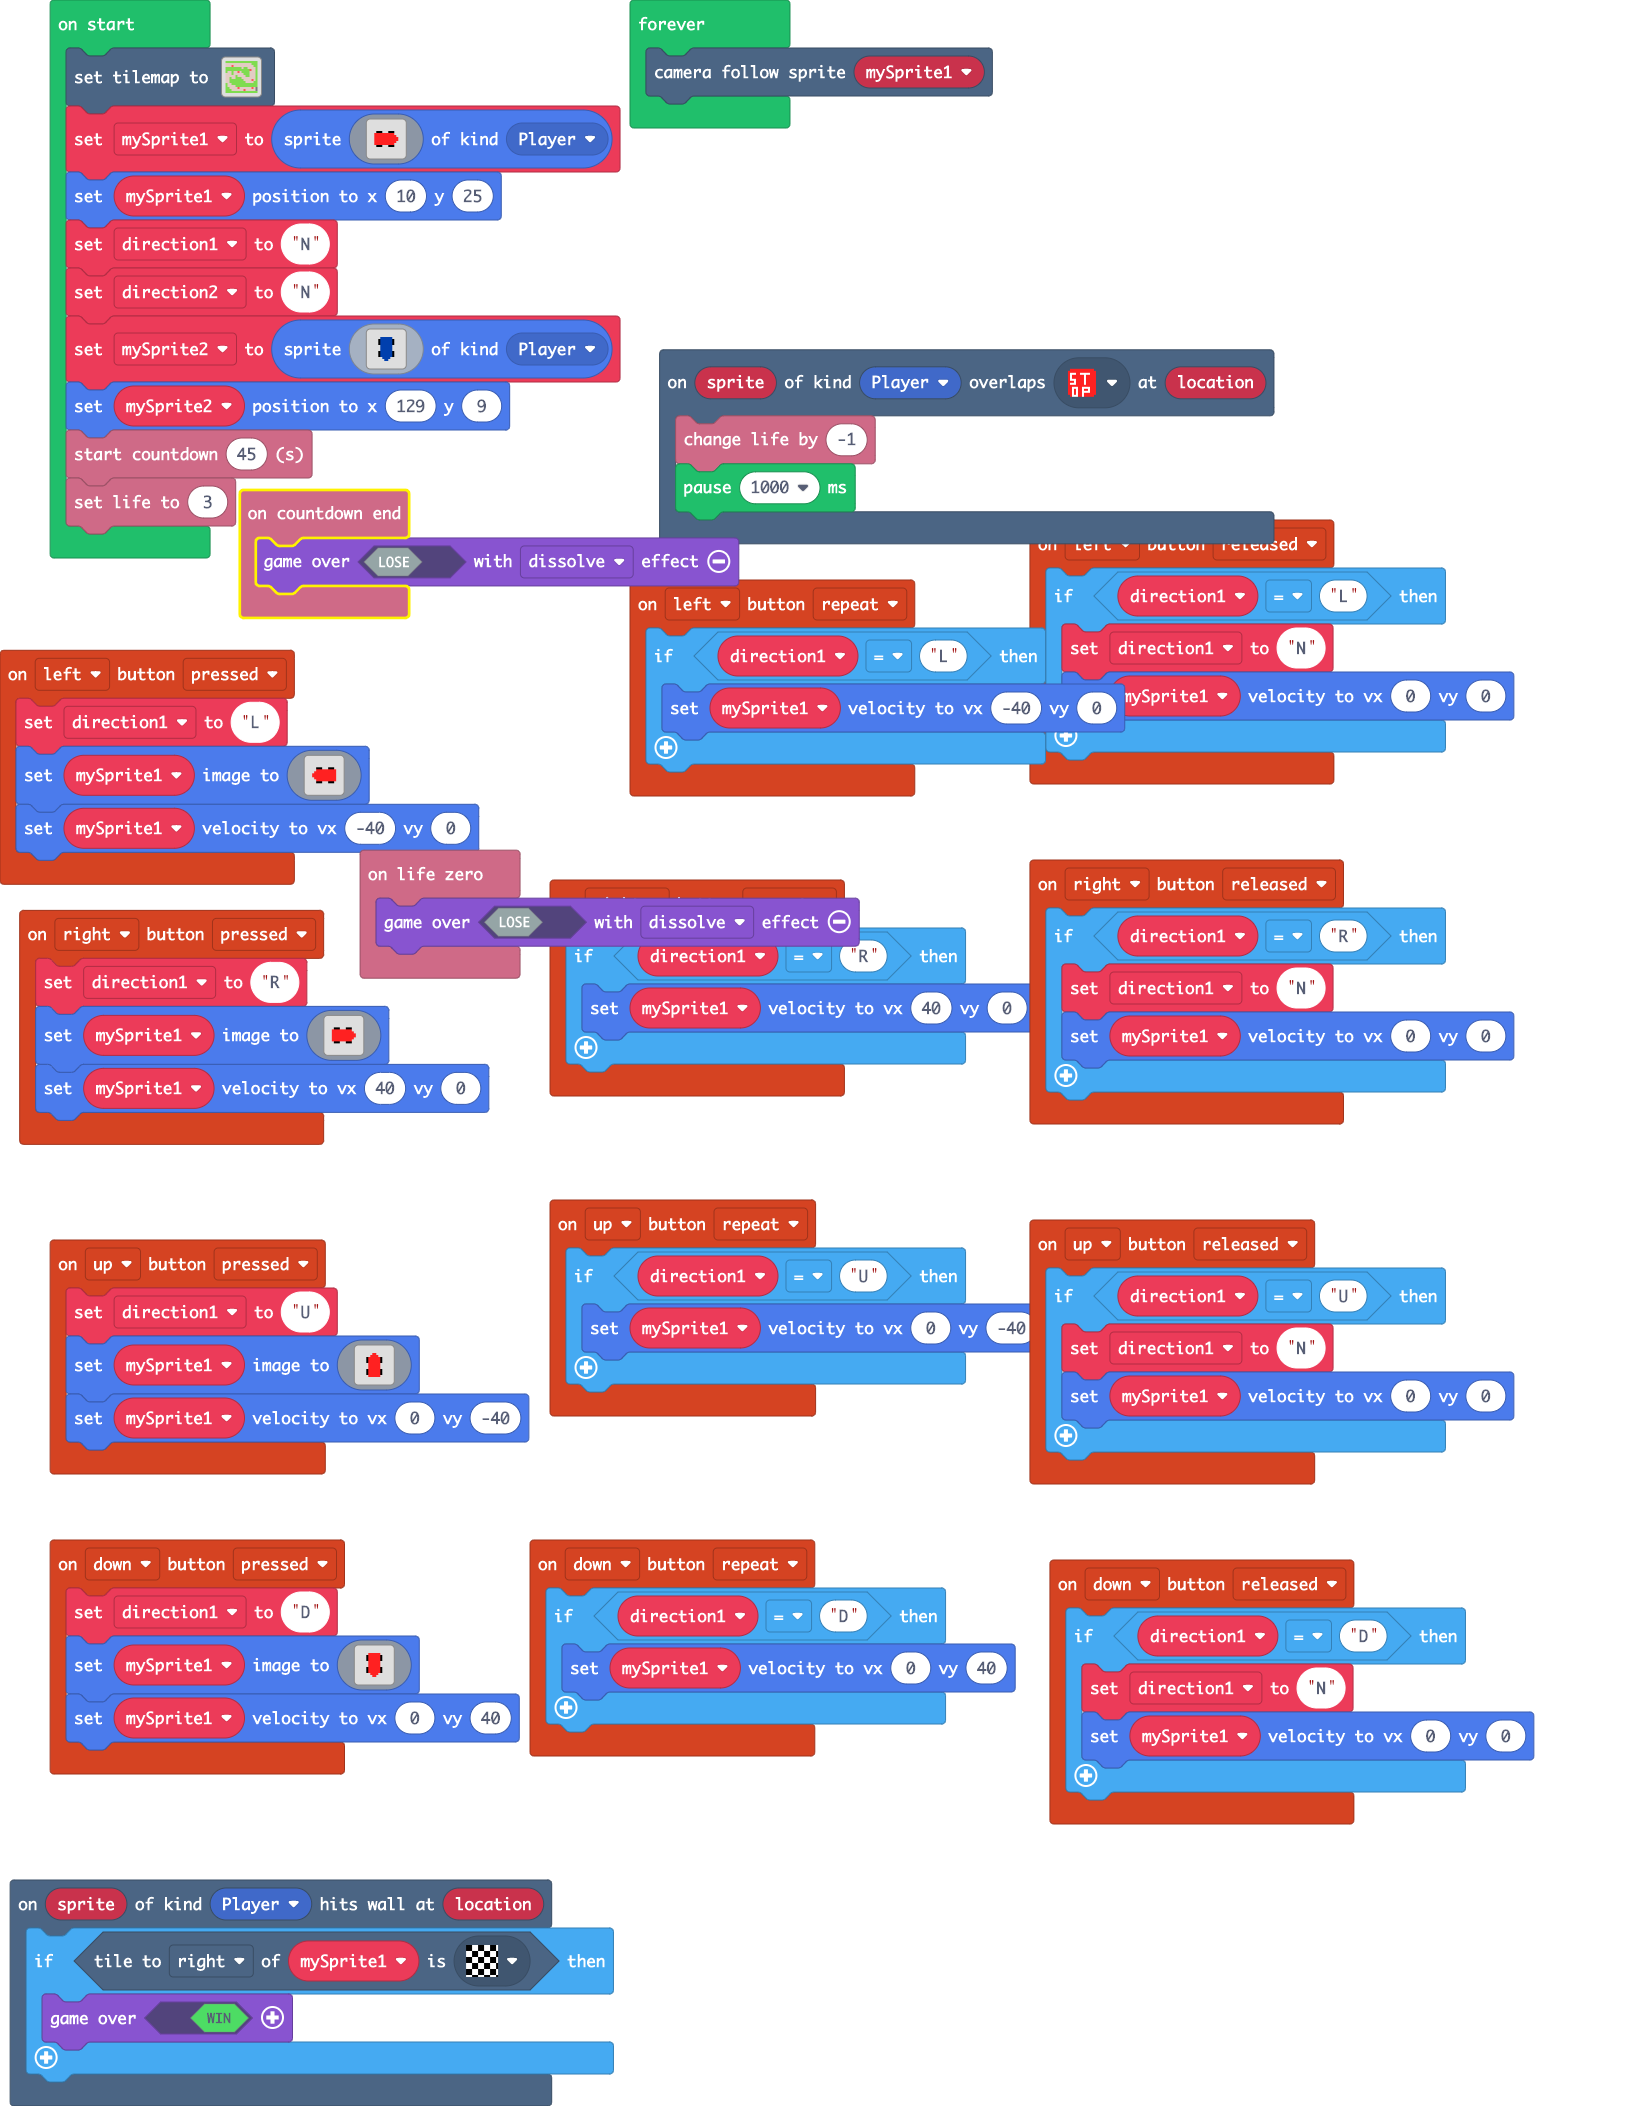 on start
set tilemap to
set mySprite1 to sprite of kind Player
set mySprite1 position to x 10 y 25
set direction1 to "N"
set direction2 to "N"
set mySprite2 to sprite of kind Player
set mySprite2 position to x 129 y 9
start countdown 45 (s)
set life to 3
forever
camera follow sprite mySprite1
on sprite of kind Player overlaps STOP at location
change life by -1
pause 1000 ms
on countdown end
game over LOSE with dissolve effect
on left button repeat
if direction1 = "L" then
set mySprite1 velocity to vx -40 vy 0
on left button released
if direction1 = "L" then
set direction1 to "N"
mySprite1 velocity to vx 0 vy 0
on left button pressed
set direction1 to "L"
set mySprite1 image to
set mySprite1 velocity to vx -40 vy 0
on life zero
game over LOSE with dissolve effect
if direction1 = "R" then
set mySprite1 velocity to vx 40 vy 0
on right button released
if direction1 = "R" then
set direction1 to "N"
set mySprite1 velocity to vx 0 vy 0
on right button pressed
set direction1 to "R"
set mySprite1 image to
set mySprite1 velocity to vx 40 vy 0
on up button pressed
set direction1 to "U"
set mySprite1 image to
set mySprite1 velocity to vx 0 vy -40
on up button repeat
if direction1 = "U" then
set mySprite1 velocity to vx 0 vy -40
on up button released
if direction1 = "U" then
set direction1 to "N"
set mySprite1 velocity to vx 0 vy 0
on down button pressed
set direction1 to "D"
set mySprite1 image to
set mySprite1 velocity to vx 0 vy 40
on down button repeat
if direction1 = "D" then
set mySprite1 velocity to vx 0 vy 40
on down button released
if direction1 = "D" then
set direction1 to "N"
set mySprite1 velocity to vx 0 vy 0
on sprite of kind Player hits wall at location
if tile to right of mySprite1 is then
game over WIN